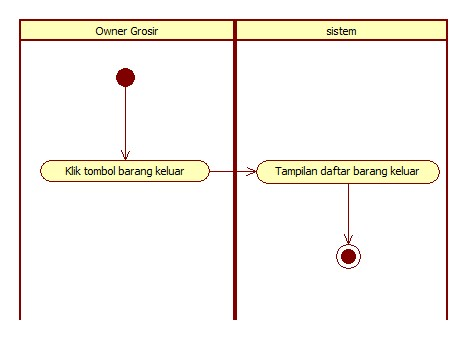 Owner Grosir
sistem
Klik tombol barang keluar
Tampilan daftar barang keluar